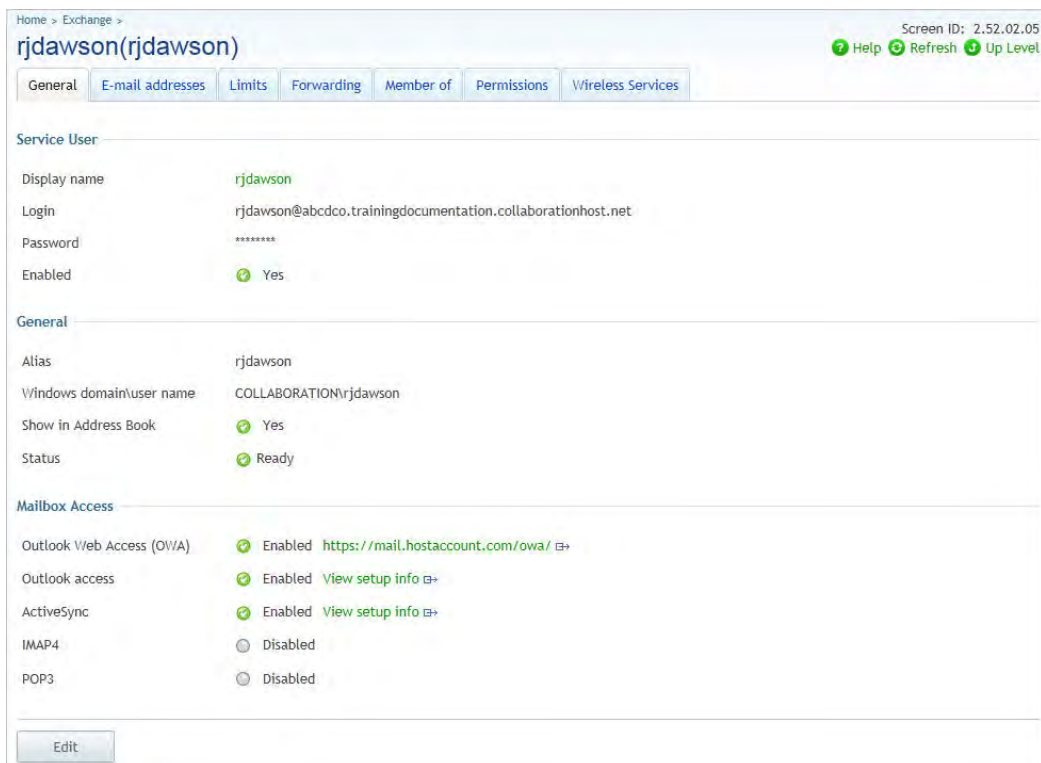 Home > Exchange >
Screen ID: 2.52.02.05
rjdawson(rjdawson)
Help Refresh Up Level
General E-mail addresses Limits Forwarding Member of Permissions Wireless Services
Service User
Display name rjdawson
Login rjdawson@abcdco.trainingdocumentation.collaborationhost.net
Password ********
Enabled Yes
General
Alias rjdawson
Windows domain\user name COLLABORATION\rjdawson
Show in Address Book Yes
Status Ready
Mailbox Access
Outlook Web Access (OWA) Enabled https://mail.hostaccount.com/owa/
Outlook access Enabled View setup info
ActiveSync Enabled View setup info
IMAP4 Disabled
POP3 Disabled
Edit